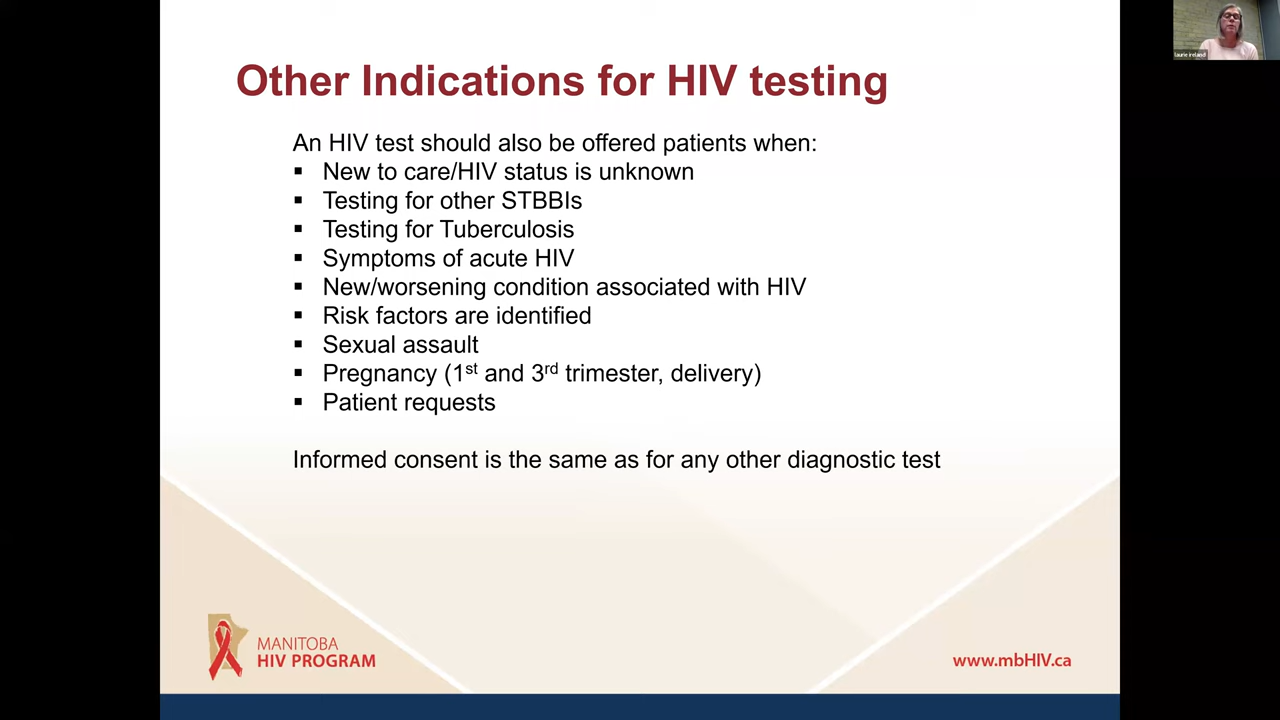 Other Indications for HIV testing
An HIV test should also be offered patients when:
▪ New to care/HIV status is unknown
▪ Testing for other STBBIs
▪ Testing for Tuberculosis
▪ Symptoms of acute HIV
▪ New/worsening condition associated with HIV
▪ Risk factors are identified
▪ Sexual assault
▪ Pregnancy (1st and 3rd trimester, delivery)
▪ Patient requests
Informed consent is the same as for any other diagnostic test
MANITOBA
HIV PROGRAM
www.mbHIV.ca
laurie ireland